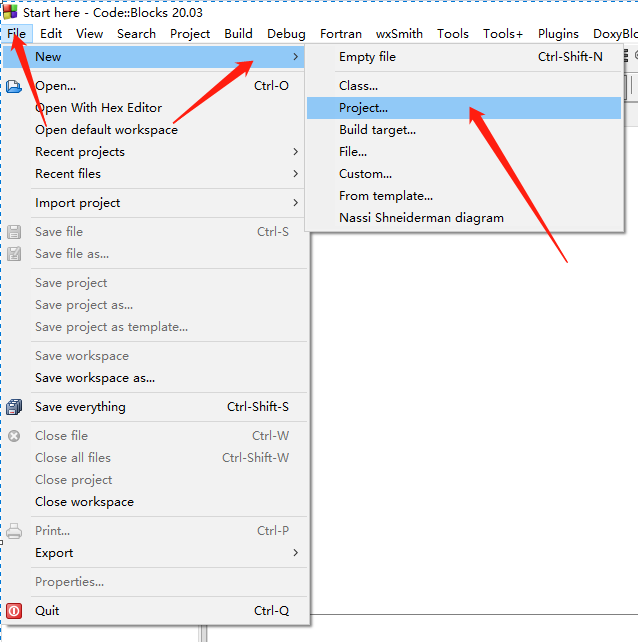 Start here - Code::Blocks 20.03
File Edit View Search Project Build Debug Fortran wxSmith Tools Tools+ Plugins DoxyBlo
New
Open... Ctrl-O
Open With Hex Editor
Open default workspace
Recent projects
Recent files
Import project
Save file Ctrl-S
Save file as...
Save project
Save project as...
Save project as template...
Save workspace
Save workspace as...
Save everything Ctrl-Shift-S
Close file Ctrl-W
Close all files Ctrl-Shift-W
Close project
Close workspace
Print... Ctrl-P
Export
Properties...
Quit Ctrl-Q
Empty file Ctrl-Shift-N
Class...
Project...
Build target...
File...
Custom...
From template...
Nassi Shneiderman diagram